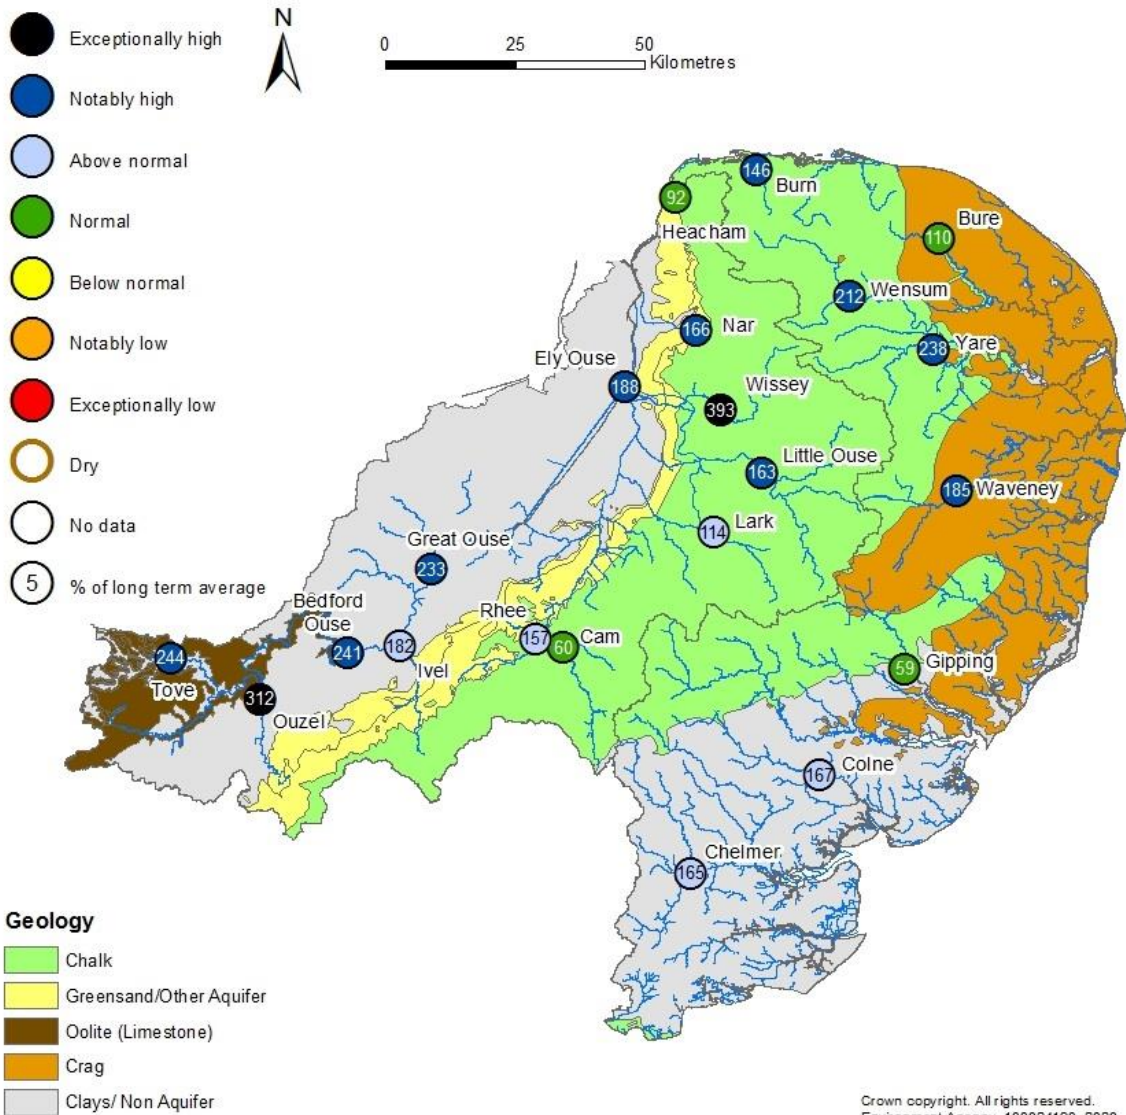 Exceptionally high
Notably high
Above normal
Normal
Below normal
Notably low
Exceptionally low
Dry
No data
5 % of long term average
N
0 25 50
Kilometres
146
Burn
92
Heacham
Bure
110
Wensum
212
Nar
166
Yare
238
Ely Ouse
188
Wissey
393
Little Ouse
163
185 Waveney
Lark
114
Great Ouse
233
Bedford
Ouse
241
Rhee
157
60 Cam
182
Ivel
244
Tove
312
Ouzel
59 Gipping
Colne
167
Chelmer
165
Geology
Chalk
Greensand/Other Aquifer
Oolite (Limestone)
Crag
Clays/ Non Aquifer
Crown copyright. All rights reserved.